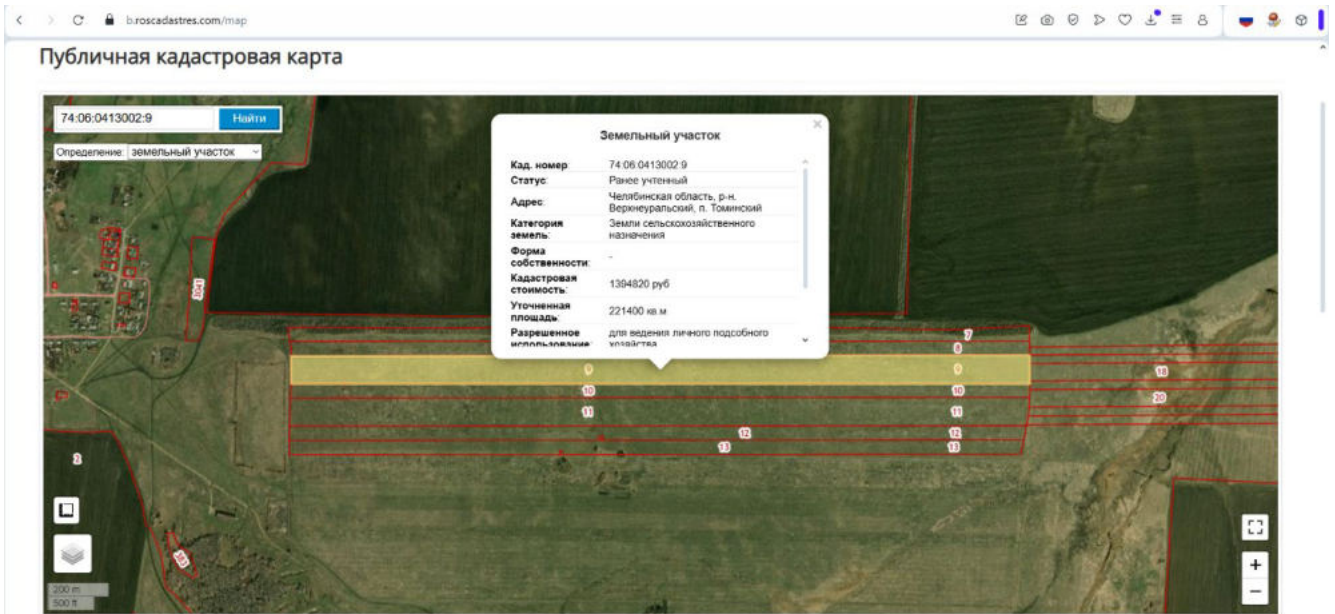 b.roscadastres.com/map
Публичная кадастровая карта
74:06:0413002:9
Найти
Определение: земельный участок
Земельный участок
Кад. номер: 74:06:0413002:9
Статус: Ранее учтенный
Адрес: Челябинская область, р-н.
Верхнеуральский, п. Томинский
Категория земель: Земли сельскохозяйственного
назначения
Форма собственности: -
Кадастровая стоимость: 1394820 руб
Уточненная площадь: 221400 кв.м
Разрешенное использование: для ведения личного подсобного
хозяйства
3041
7
8
9
9
18
10
10
20
11
11
12
12
13
13
2
383
200 m
500 ft
+
−